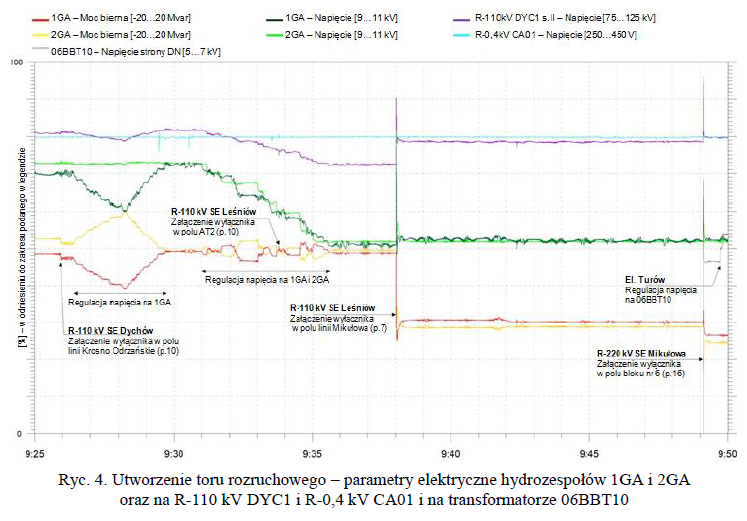 1GA – Moc bierna [-20...20 Mvar]
1GA – Napięcie [9...11 kV]
R-110kV DYC1 s.II – Napięcie [75...125 kV]
2GA – Moc bierna [-20...20 Mvar]
2GA – Napięcie [9...11 kV]
R-0,4kV CA01 – Napięcie [250...450 V]
06BBT10 – Napięcie strony DN [5...7 kV]
100
[%] – w odniesieniu do zakresu podanego w legendzie
R-110 kV SE Leśniów
Załączenie wyłącznika
w polu AT2 (p.10)
Regulacja napięcia na 1GA
Regulacja napięcia na 1GA i 2GA
El. Turów
Regulacja napięcia
na 06BBT10
R-110 kV SE Leśniów
Załączenie wyłącznika
w polu linii Mikułowa (p.7)
R-110 kV SE Dychów
Załączenie wyłącznika w polu
linii Krosno Odrzańskie (p.10)
R-220 kV SE Mikułowa
Załączenie wyłącznika
w polu bloku nr 6 (p.16)
0
9:25
9:30
9:35
9:40
9:45
9:50
Ryc. 4. Utworzenie toru rozruchowego – parametry elektryczne hydrozespołów 1GA i 2GA
oraz na R-110 kV DYC1 i R-0,4 kV CA01 i na transformatorze 06BBT10